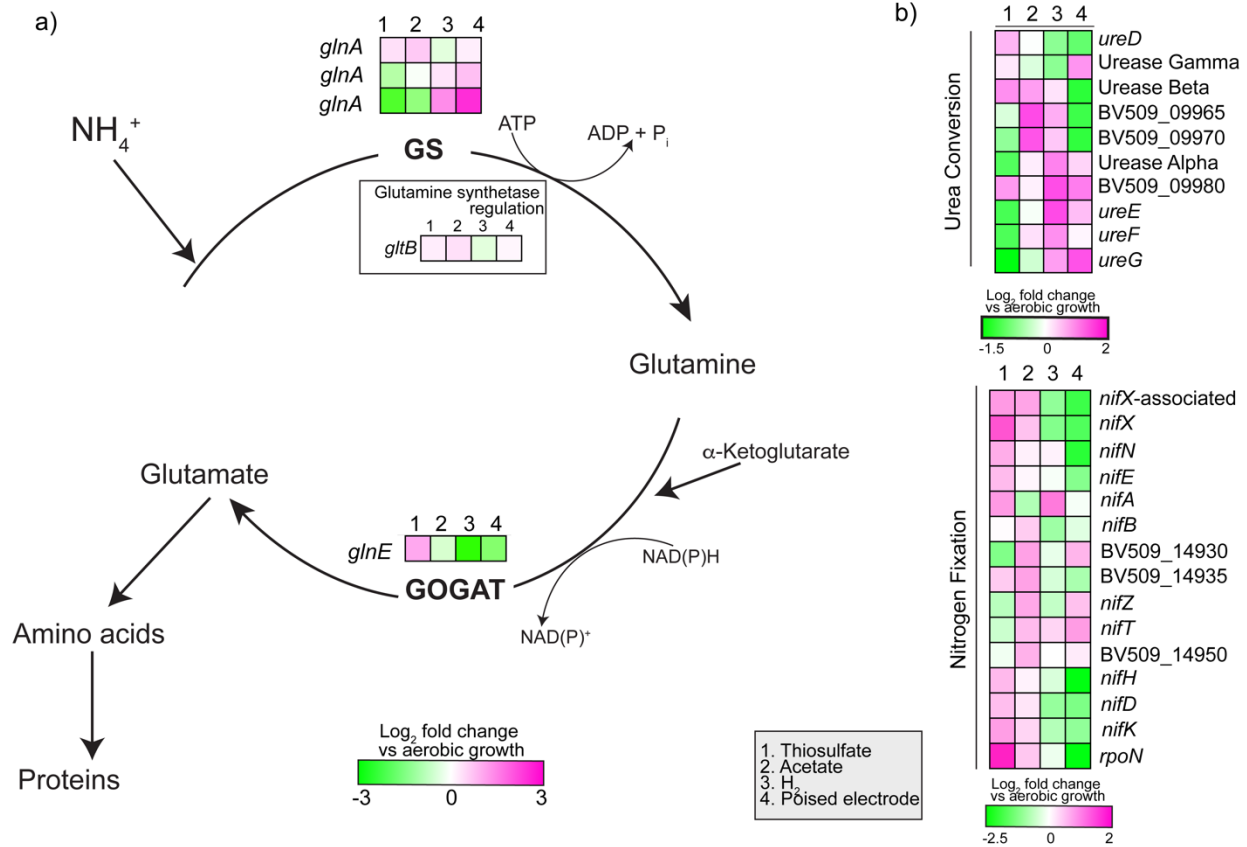 a)
1 2 3 4
glnA
glnA
glnA
NH4+
GS
ATP
ADP + Pi
Glutamine synthetase
regulation
1 2 3 4
gltB
Glutamine
α-Ketoglutarate
Glutamate
1 2 3 4
glnE
GOGAT
NAD(P)H
NAD(P)+
Amino acids
Proteins
Log2 fold change
vs aerobic growth
-3 0 3
1. Thiosulfate
2. Acetate
3. H2
4. Poised electrode
b)
1 2 3 4
Urea Conversion
ureD
Urease Gamma
Urease Beta
BV509_09965
BV509_09970
Urease Alpha
BV509_09980
ureE
ureF
ureG
Log2 fold change
vs aerobic growth
-1.5 0 2
1 2 3 4
Nitrogen Fixation
nifX-associated
nifX
nifN
nifE
nifA
nifB
BV509_14930
BV509_14935
nifZ
nifT
BV509_14950
nifH
nifD
nifK
rpoN
Log2 fold change
vs aerobic growth
-2.5 0 2